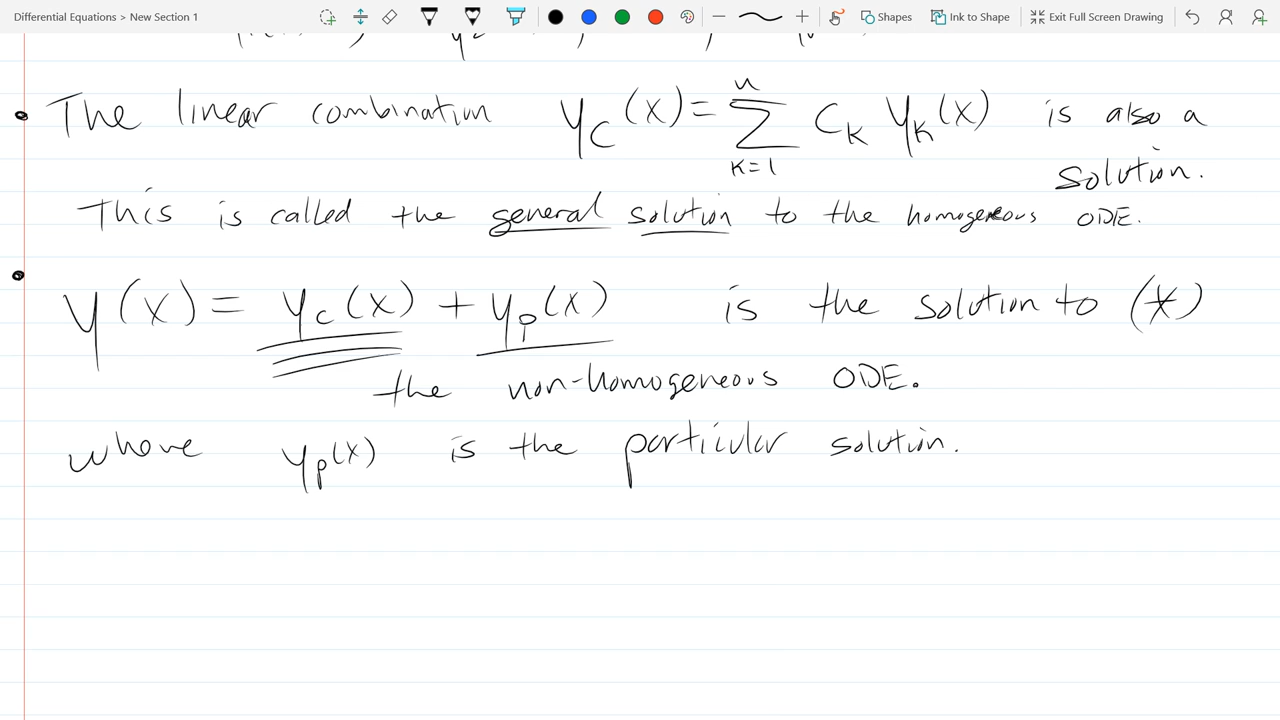 Differential Equations > New Section 1
Shapes
Ink to Shape
Exit Full Screen Drawing
• The linear combination y_c(x) = ∑_{k=1}^{n} c_k y_k(x) is also a
solution.
This is called the general solution to the homogeneous ODE.
• y(x) = y_c(x) + y_p(x) is the solution to (*)
the non-homogeneous ODE.
where y_p(x) is the particular solution.